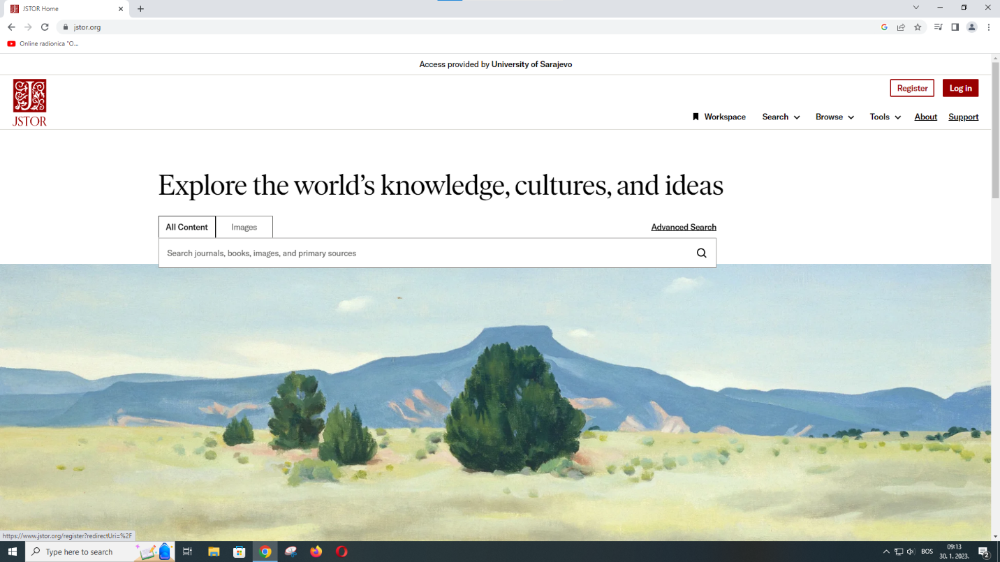 JSTOR Home
jstor.org
Online radionica "O...
Access provided by University of Sarajevo
Register
Log in
JSTOR
Workspace
Search
Browse
Tools
About
Support
Explore the world's knowledge, cultures, and ideas
All Content
Images
Advanced Search
Search journals, books, images, and primary sources
https://www.jstor.org/register?redirectUri=%2F
Type here to search
BOS
09:13
30. 1. 2023.
2